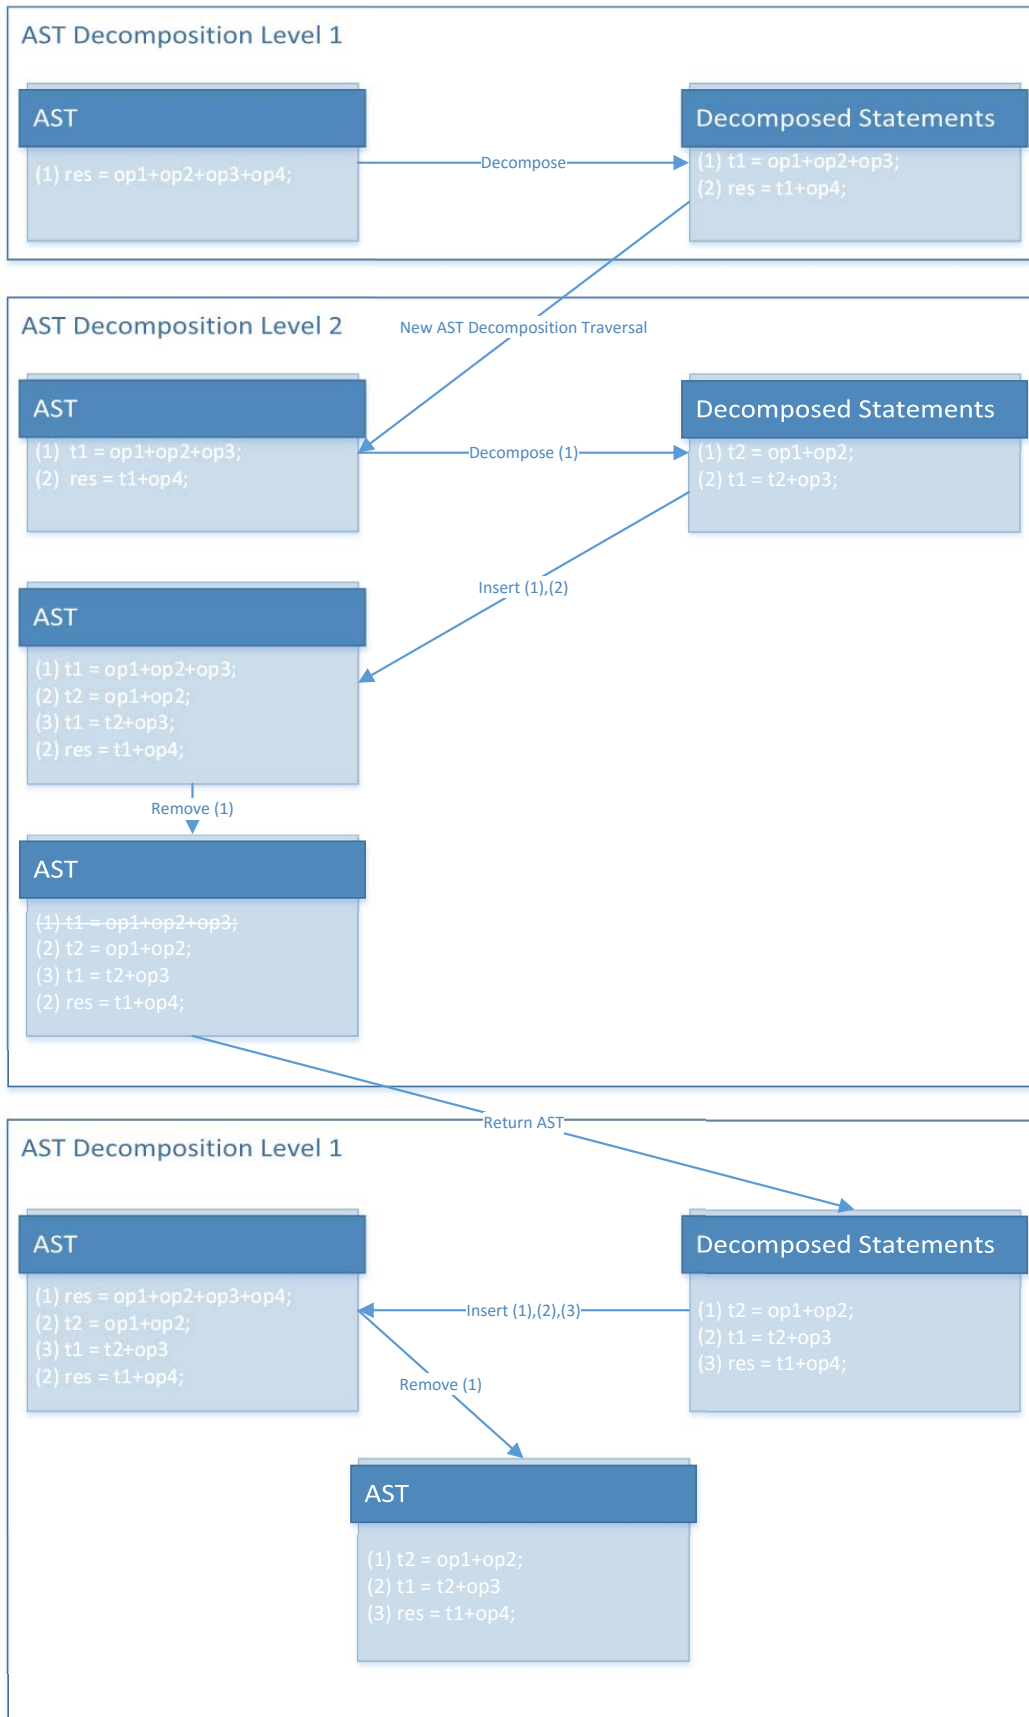 AST Decomposition Level 1
AST
Decomposed Statements
(1) res = op1+op2+op3+op4;
Decompose
(1) t1 = op1+op2+op3;
(2) res = t1+op4;
AST Decomposition Level 2
New AST Decomposition Traversal
AST
Decomposed Statements
(1) t1 = op1+op2+op3;
(2) res = t1+op4;
Decompose (1)
(1) t2 = op1+op2;
(2) t1 = t2+op3;
Insert (1),(2)
AST
(1) t1 = op1+op2+op3;
(2) t2 = op1+op2;
(3) t1 = t2+op3;
(2) res = t1+op4;
Remove (1)
AST
(1) t1 = op1+op2+op3;
(2) t2 = op1+op2;
(3) t1 = t2+op3
(2) res = t1+op4;
Return AST
AST Decomposition Level 1
AST
Decomposed Statements
(1) res = op1+op2+op3+op4;
(2) t2 = op1+op2;
(3) t1 = t2+op3
(2) res = t1+op4;
Insert (1),(2),(3)
(1) t2 = op1+op2;
(2) t1 = t2+op3
(3) res = t1+op4;
Remove (1)
AST
(1) t2 = op1+op2;
(2) t1 = t2+op3
(3) res = t1+op4;